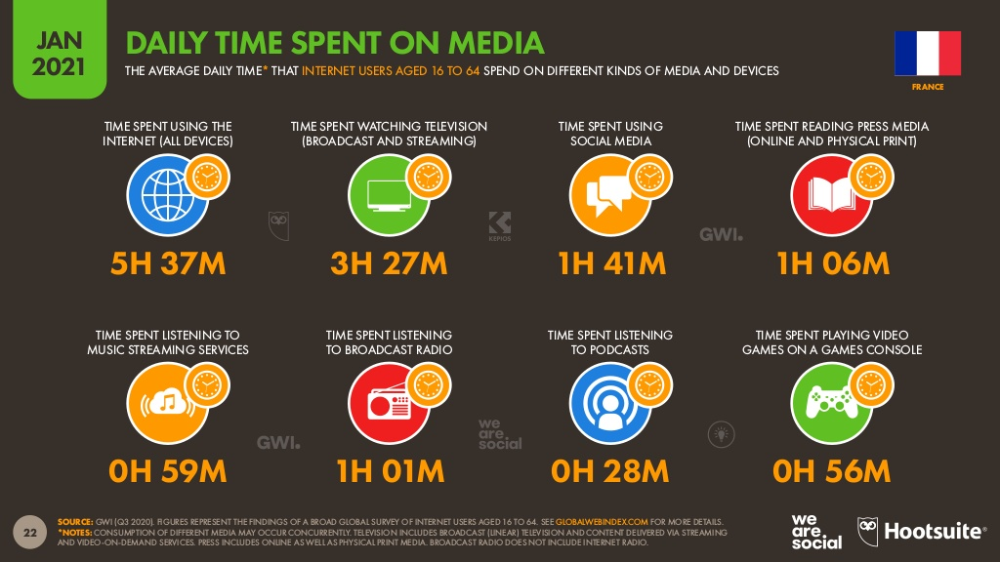 JAN
2021
DAILY TIME SPENT ON MEDIA
THE AVERAGE DAILY TIME* THAT INTERNET USERS AGED 16 TO 64 SPEND ON DIFFERENT KINDS OF MEDIA AND DEVICES
FRANCE
TIME SPENT USING THE
INTERNET (ALL DEVICES)
5H 37M
TIME SPENT WATCHING TELEVISION
(BROADCAST AND STREAMING)
3H 27M
TIME SPENT USING
SOCIAL MEDIA
1H 41M
TIME SPENT READING PRESS MEDIA
(ONLINE AND PHYSICAL PRINT)
1H 06M
KEPIOS
GWI.
TIME SPENT LISTENING TO
MUSIC STREAMING SERVICES
0H 59M
TIME SPENT LISTENING
TO BROADCAST RADIO
1H 01M
TIME SPENT LISTENING
TO PODCASTS
0H 28M
TIME SPENT PLAYING VIDEO
GAMES ON A GAMES CONSOLE
0H 56M
GWI.
we
are
social
22
SOURCE: GWI (Q3 2020). FIGURES REPRESENT THE FINDINGS OF A BROAD GLOBAL SURVEY OF INTERNET USERS AGED 16 TO 64. SEE GLOBALWEBINDEX.COM FOR MORE DETAILS.
*NOTES: CONSUMPTION OF DIFFERENT MEDIA MAY OCCUR CONCURRENTLY. TELEVISION INCLUDES BROADCAST (LINEAR) TELEVISION AND CONTENT DELIVERED VIA STREAMING
AND VIDEO-ON-DEMAND SERVICES. PRESS INCLUDES ONLINE AS WELL AS PHYSICAL PRINT MEDIA. BROADCAST RADIO DOES NOT INCLUDE INTERNET RADIO.
we
are
social
Hootsuite®